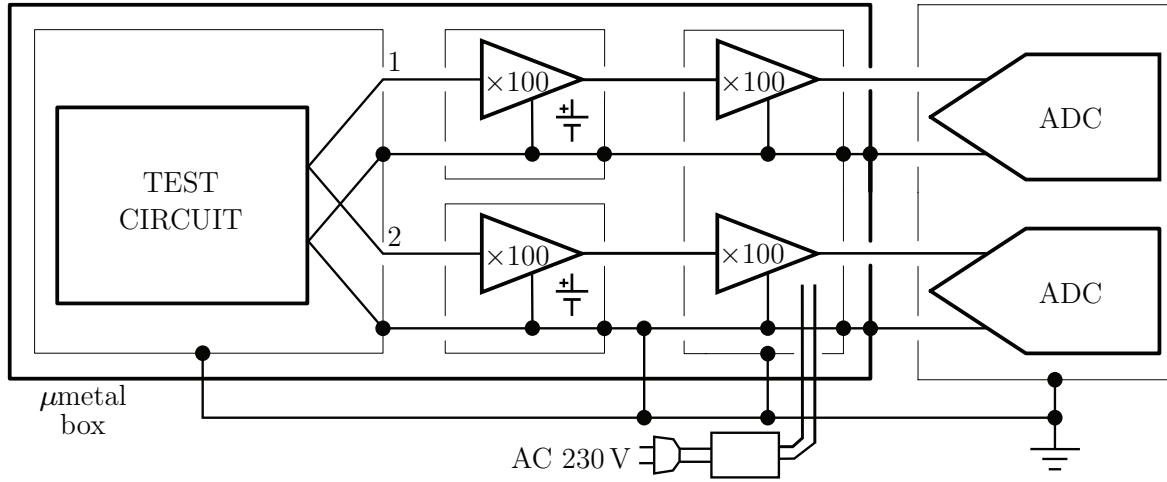 1
×100
×100
ADC
+
TEST
CIRCUIT
2
×100
×100
ADC
+
μmetal
box
AC 230 V